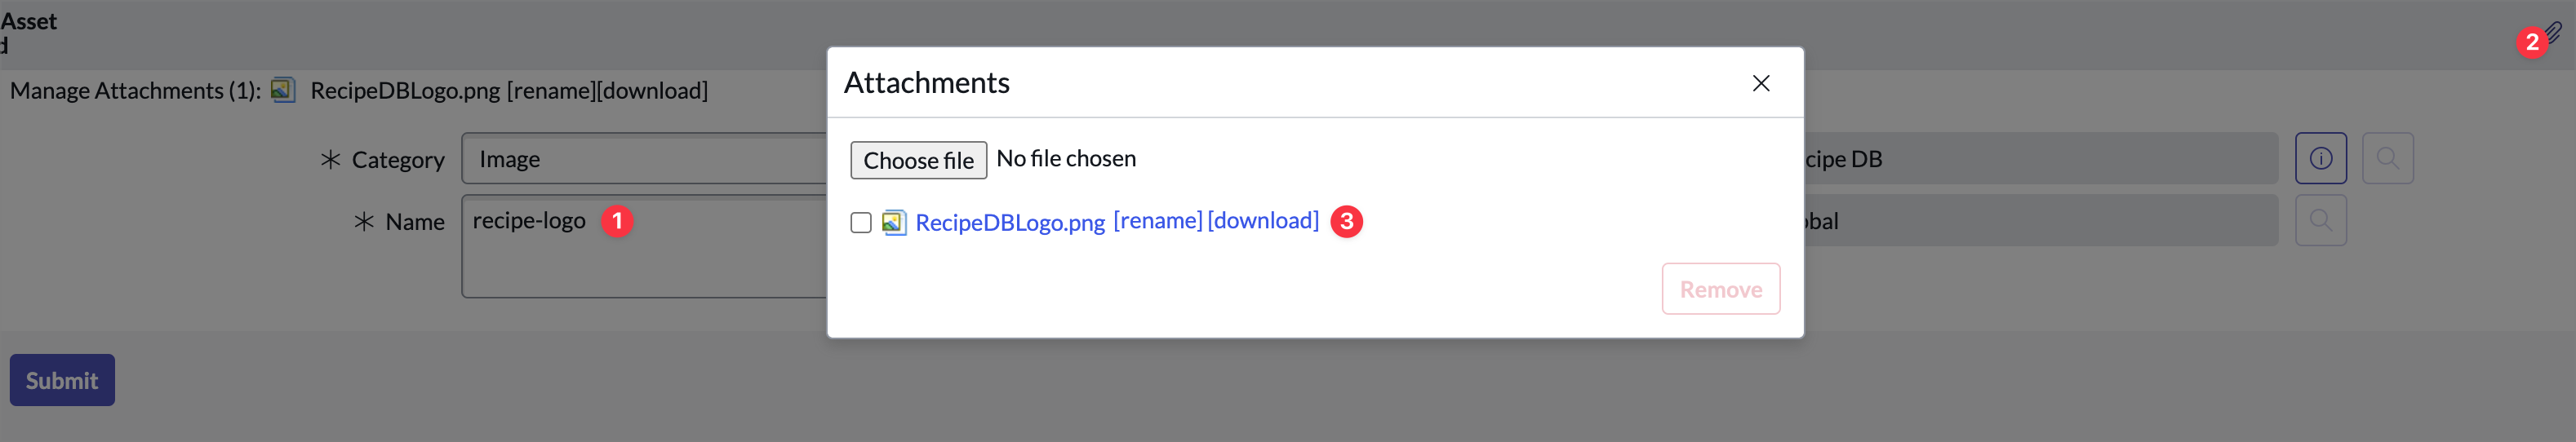 Asset
d
2
Manage Attachments (1): RecipeDBLogo.png [rename][download]
Attachments
Category
Image
Choose file No file chosen
cipe DB
Name
recipe-logo
1
RecipeDBLogo.png [rename] [download]
3
bal
Remove
Submit